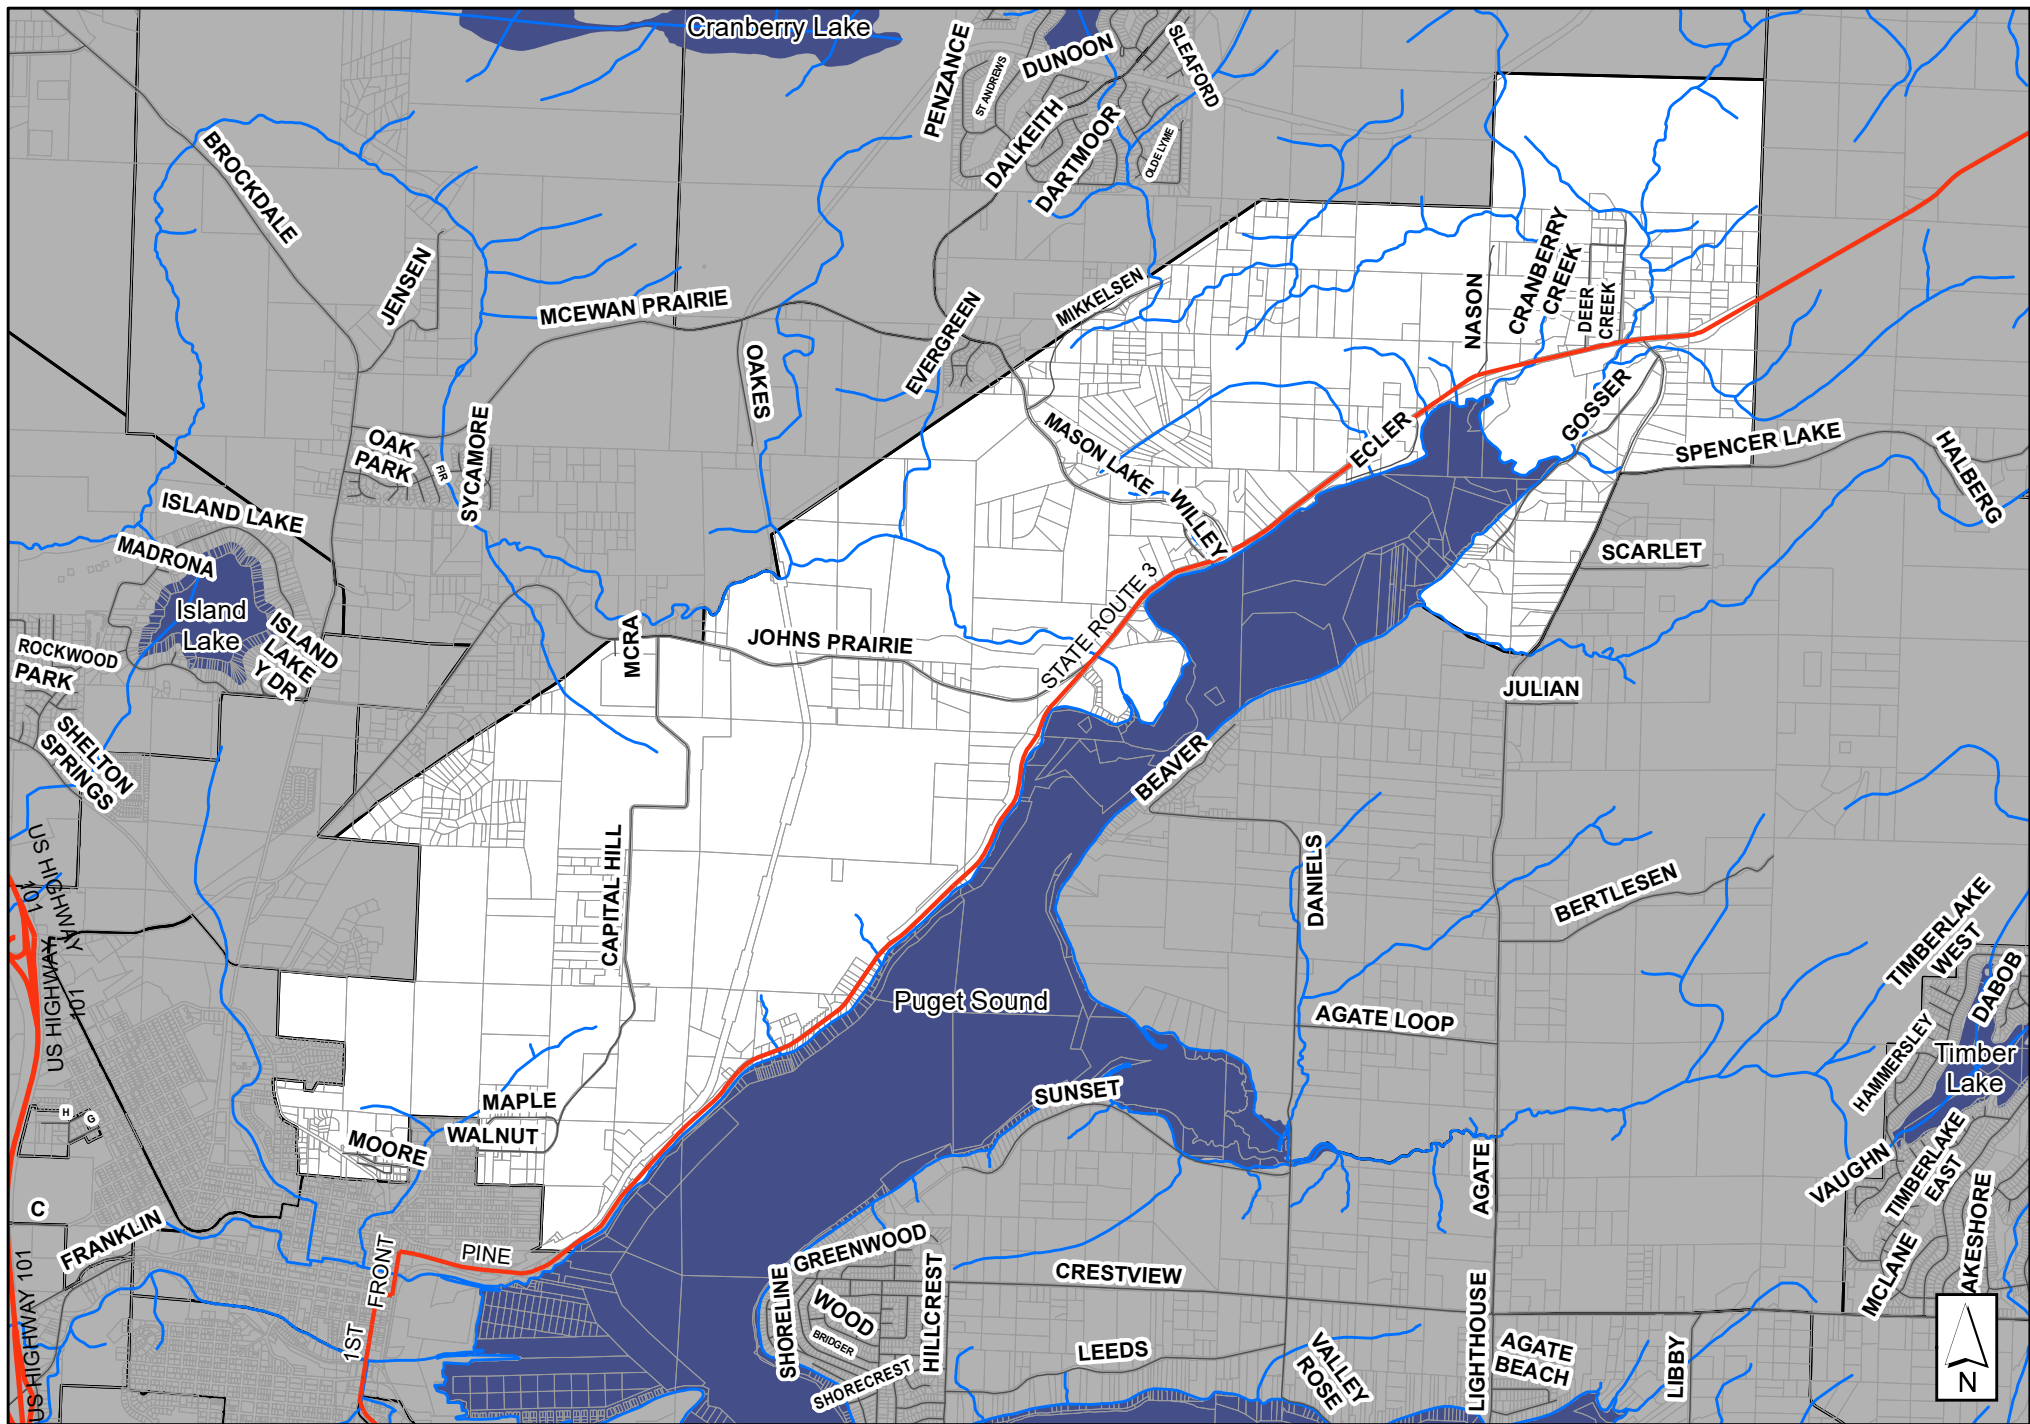 Cranberry Lake
PENZANCE
ST ANDREWS
DUNOON
SLEAFORD
DALKEITH
DARTMOOR
OLDE LYME
BROCKDALE
JENSEN
MCEWAN PRAIRIE
OAKES
EVERGREEN
MIKKELSEN
NASON
CRANBERRY
CREEK
DEER
CREEK
GOSSER
ECLER
SPENCER LAKE
HALBERG
OAK
PARK
FIR
SYCAMORE
MASON LAKE
WILLEY
ISLAND LAKE
MADRONA
Island
Lake
ISLAND
LAKE
Y DR
ROCKWOOD
PARK
SHELTON
SPRINGS
SCARLET
MCRA
JOHNS PRAIRIE
STATE ROUTE 3
JULIAN
BEAVER
US HIGHWAY
101
US HIGHWAY
101
CAPITAL HILL
DANIELS
BERTLESEN
TIMBERLAKE
WEST
DABOB
Puget Sound
AGATE LOOP
HAMMERSLEY
Timber
Lake
SUNSET
MAPLE
WALNUT
MOORE
H
G
C
FRANKLIN
AGATE
VAUGHN
TIMBERLAKE
EAST
AKESHORE
MCLANE
PINE
FRONT
1ST
US HIGHWAY 101
GREENWOOD
SHORELINE
WOOD
BRIDGER
HILLCREST
SHORECREST
CRESTVIEW
LEEDS
VALLEY
ROSE
LIGHTHOUSE
AGATE
BEACH
LIBBY
N